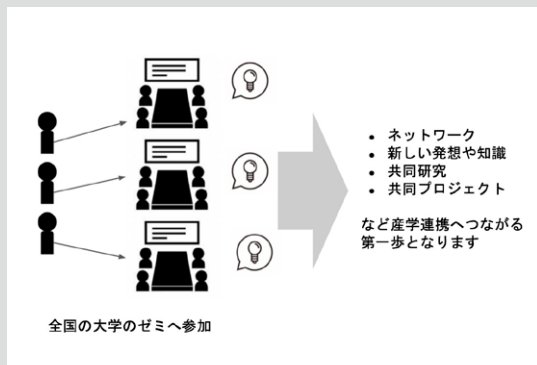 • ネットワーク
• 新しい発想や知識
• 共同研究
• 共同プロジェクト
など産学連携へつながる
第一歩となります
全国の大学のゼミへ参加